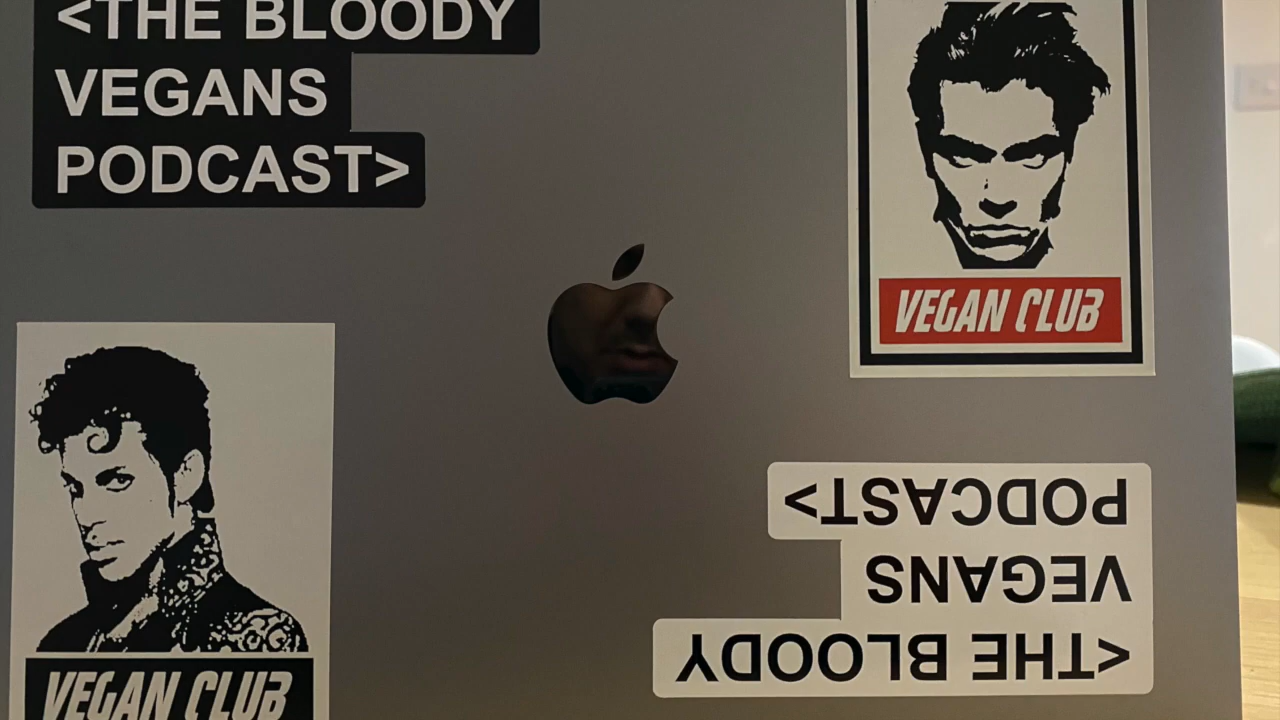 <THE BLOODY
VEGANS
PODCAST>
VEGAN CLUB
VEGAN CLUB
<THE BLOODY
VEGANS
PODCAST>